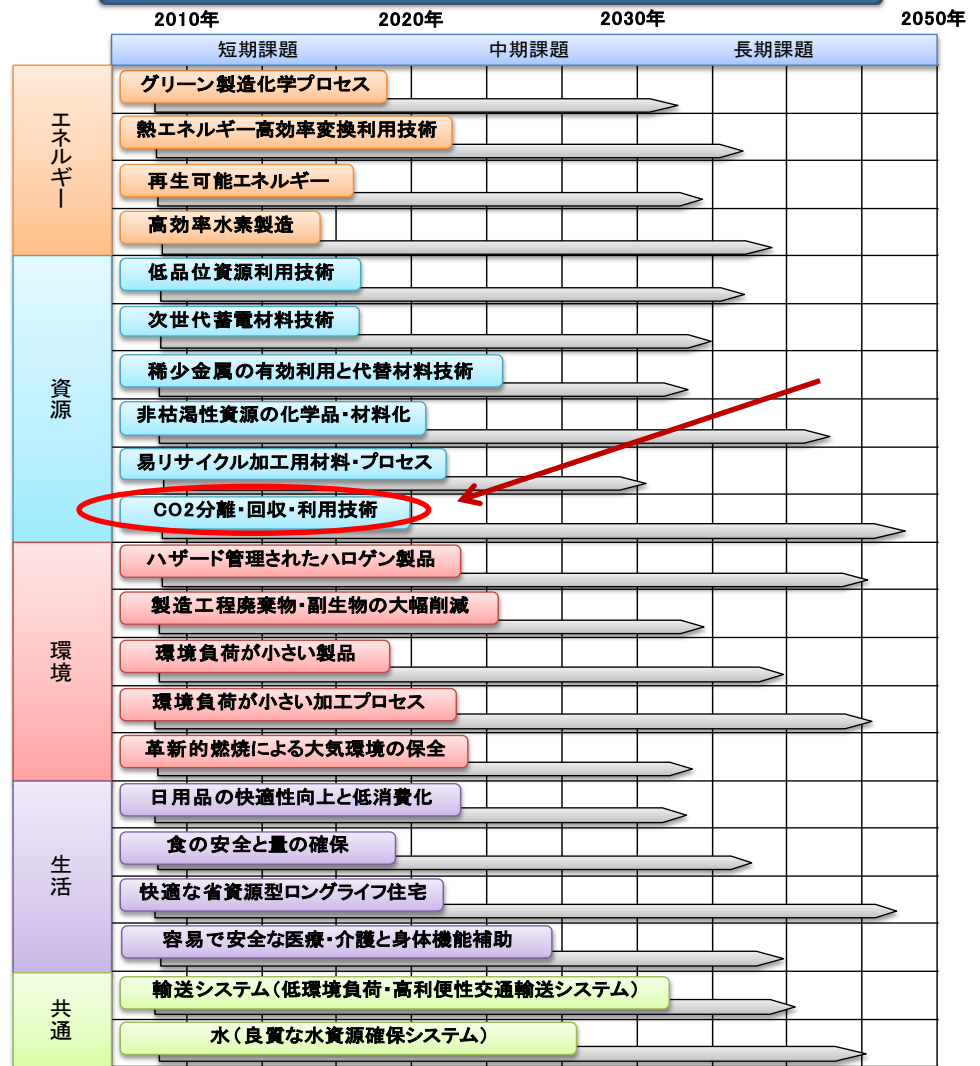 2010年 2020年 2030年 2050年
短期課題 中期課題 長期課題
エネルギー
グリーン製造化学プロセス
熱エネルギー高効率変換利用技術
再生可能エネルギー
高効率水素製造
資源
低品位資源利用技術
次世代蓄電材料技術
稀少金属の有効利用と代替材料技術
非枯渇性資源の化学品・材料化
易リサイクル加工用材料・プロセス
CO2分離・回収・利用技術
環境
ハザード管理されたハロゲン製品
製造工程廃棄物・副生物の大幅削減
環境負荷が小さい製品
環境負荷が小さい加工プロセス
革新的燃焼による大気環境の保全
生活
日用品の快適性向上と低消費化
食の安全と量の確保
快適な省資源型ロングライフ住宅
容易で安全な医療・介護と身体機能補助
共通
輸送システム（低環境負荷・高利便性交通輸送システム）
水（良質な水資源確保システム）